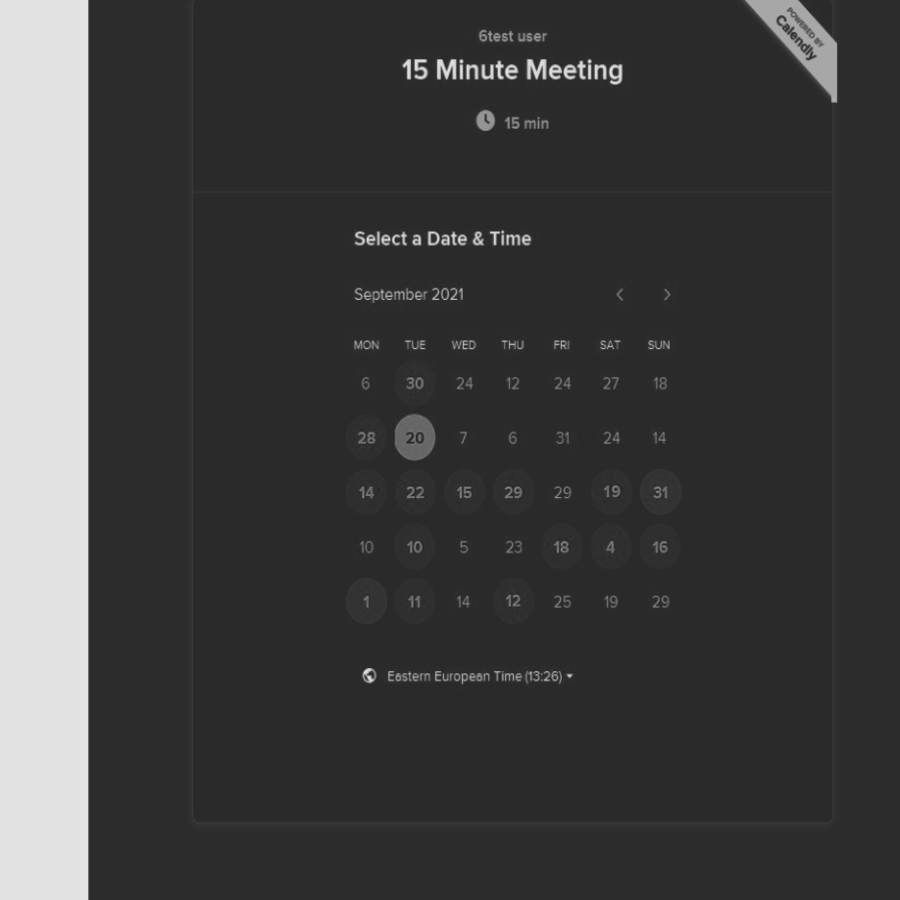 6test user
POWERED BY
Calendly
15 Minute Meeting
15 min
Select a Date & Time
September 2021
MON TUE WED THU FRI SAT SUN
6 30 24 12 24 27 18
28 20 7 6 31 24 14
14 22 15 29 29 19 31
10 10 5 23 18 4 16
1 11 14 12 25 19 29
Eastern European Time (13:26)